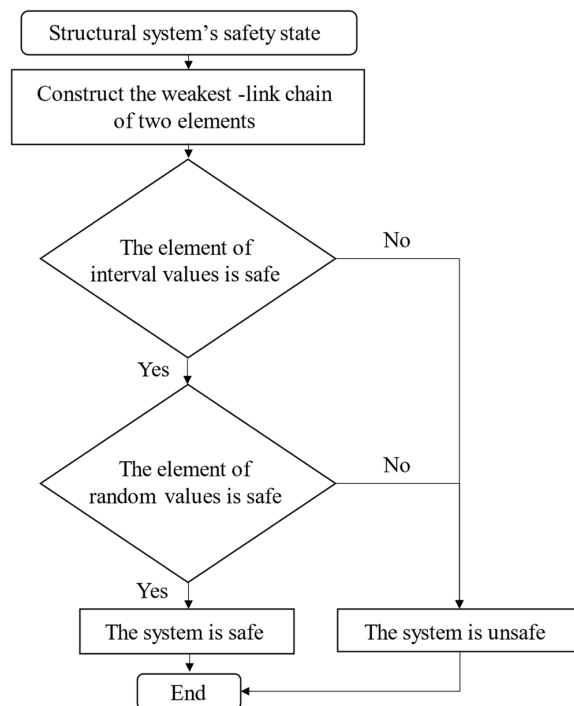 Structural system's safety state
Construct the weakest -link chain
of two elements
The element of
interval values is safe
No
Yes
The element of
random values is safe
No
Yes
The system is safe
The system is unsafe
End